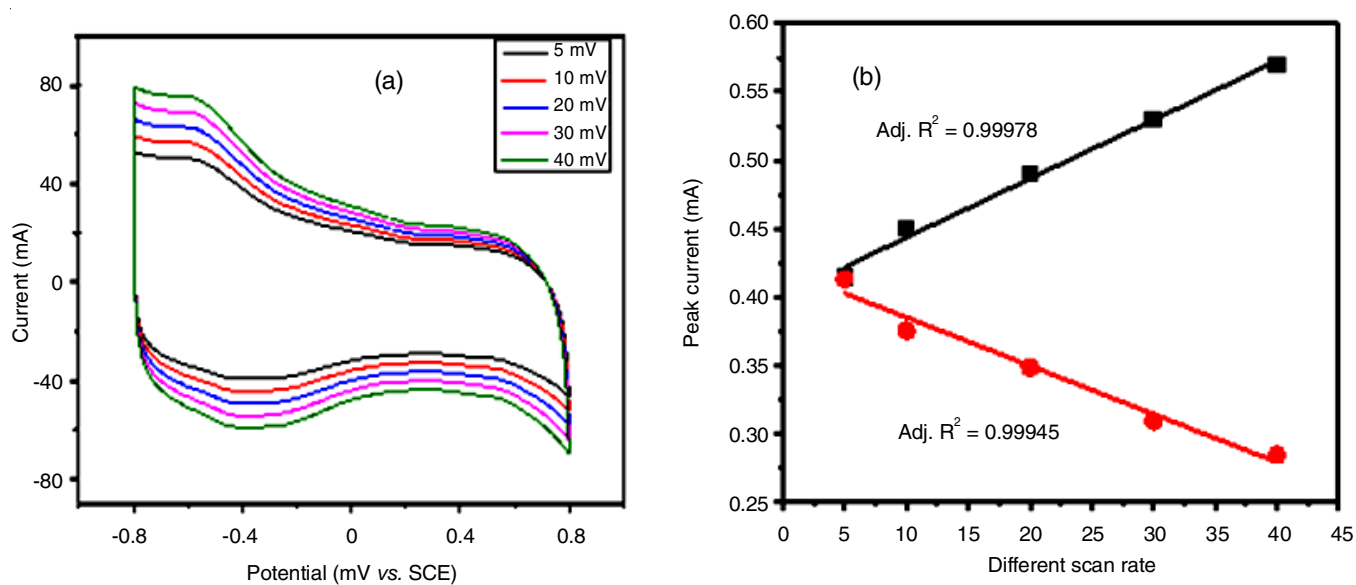 (a)
5 mV
10 mV
20 mV
30 mV
40 mV
80
40
0
-40
-80
Current (mA)
-0.8
-0.4
0
0.4
0.8
Potential (mV vs. SCE)
(b)
Adj. R² = 0.99978
Adj. R² = 0.99945
0.60
0.55
0.50
0.45
0.40
0.35
0.30
0.25
Peak current (mA)
0
5
10
15
20
25
30
35
40
45
Different scan rate